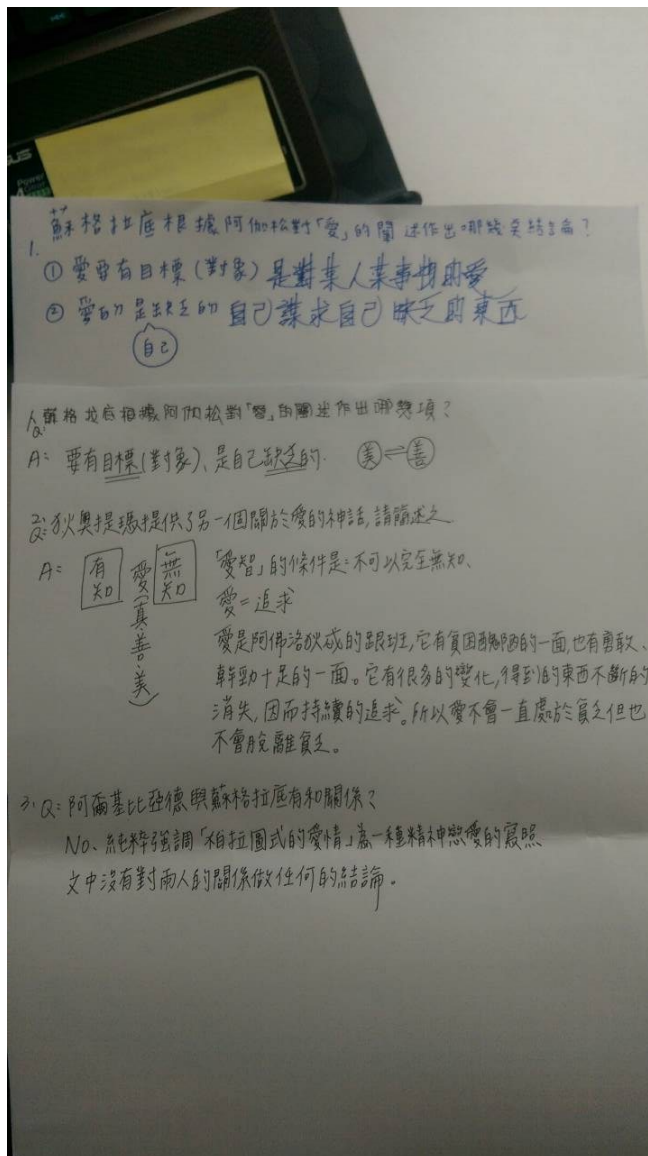 SUS
Power
蘇格拉底根據阿伽松對「愛」的闡述作出哪幾矣結論?
1.
① 愛要有目標(對象)是對某人某事物的愛
② 愛的是缺乏的自己謀求自己缺乏的東西
自己
1. 蘇格拉底根據阿伽松對「愛」的闡述作出哪幾項?
Q:
A: 要有目標(對象)、是自己缺乏的. 美⇌善
2.
Q: 狄奧提瑪提供了另一個關於愛的神話,請簡述之
A: 有知 愛(真善美) 無知
「愛智」的條件是:不可以完全無知、
愛=追求
愛是阿佛洛狄成的跟班,它有貧困醜陋的一面,也有勇敢、
幹勁十足的一面。它有很多的變化,得到的東西不斷的
消失,因而持續的追求。所以愛不會一直處於貧乏但也
不會脫離貧乏。
3. Q: 阿爾基比亞德與蘇格拉底有和關係?
No、純粹強調「柏拉圖式的愛情」為一種精神戀愛的寫照
文中沒有對兩人的關係做任何的結論。